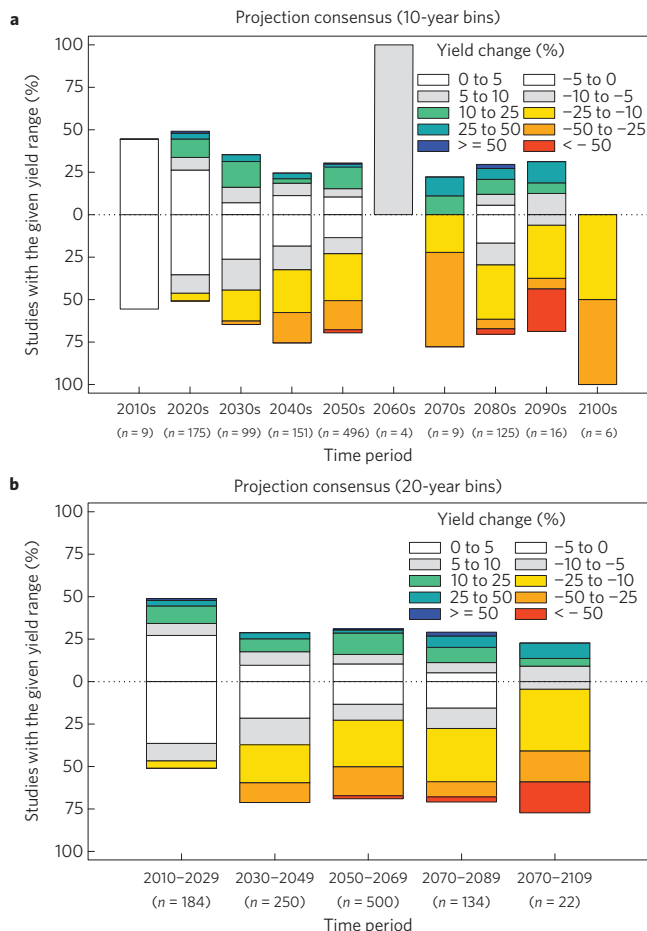 a
Projection consensus (10-year bins)
Studies with the given yield range (%)
100
75
50
25
0
25
50
75
100
Yield change (%)
0 to 5 −5 to 0
5 to 10 −10 to −5
10 to 25 −25 to −10
25 to 50 −50 to −25
> = 50 < − 50
2010s 2020s 2030s 2040s 2050s 2060s 2070s 2080s 2090s 2100s
(n = 9) (n = 175) (n = 99) (n = 151) (n = 496) (n = 4) (n = 9) (n = 125) (n = 16) (n = 6)
Time period
b
Projection consensus (20-year bins)
Studies with the given yield range (%)
100
75
50
25
0
25
50
75
100
Yield change (%)
0 to 5 −5 to 0
5 to 10 −10 to −5
10 to 25 −25 to −10
25 to 50 −50 to −25
> = 50 < − 50
2010–2029 2030–2049 2050–2069 2070–2089 2070–2109
(n = 184) (n = 250) (n = 500) (n = 134) (n = 22)
Time period